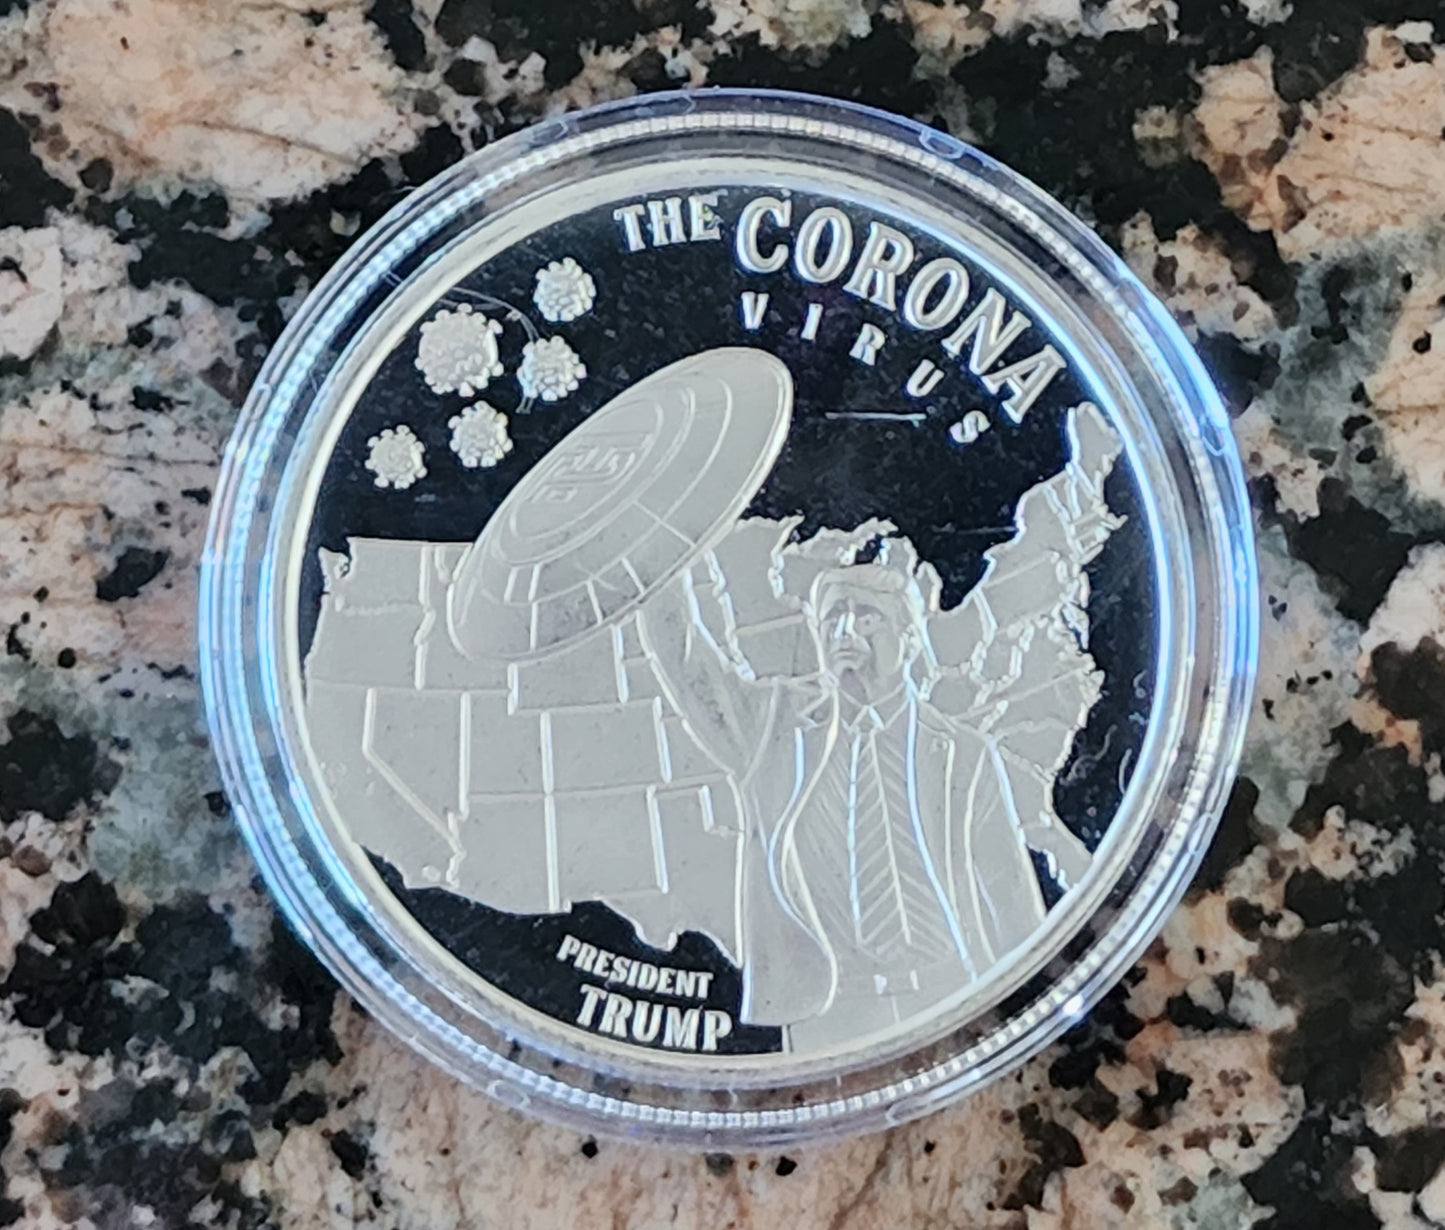 THE CORONA
VIRUS
PRESIDENT
TRUMP